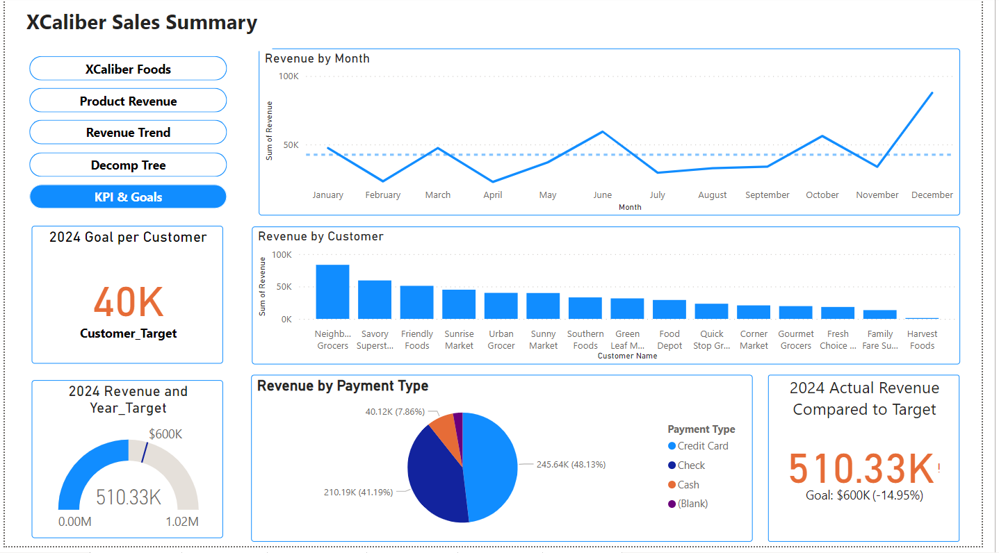 XCaliber Sales Summary
XCaliber Foods
Product Revenue
Revenue Trend
Decomp Tree
KPI & Goals
2024 Goal per Customer
40K
Customer_Target
2024 Revenue and
Year_Target
$600K
510.33K
0.00M
1.02M
Revenue by Month
100K
50K
Sum of Revenue
January February March April May June July August September October November December
Month
Revenue by Customer
100K
50K
0K
Sum of Revenue
Neighb... Savory Friendly Sunrise Urban Sunny Southern Green Food Quick Corner Gourmet Fresh Family Harvest
Grocers Superst... Foods Market Grocer Market Foods Leaf M... Depot Stop Gr... Market Grocers Choice ... Fare Su... Foods
Customer Name
Revenue by Payment Type
40.12K (7.86%)
245.64K (48.13%)
210.19K (41.19%)
Payment Type
Credit Card
Check
Cash
(Blank)
2024 Actual Revenue
Compared to Target
510.33K!
Goal: $600K (-14.95%)